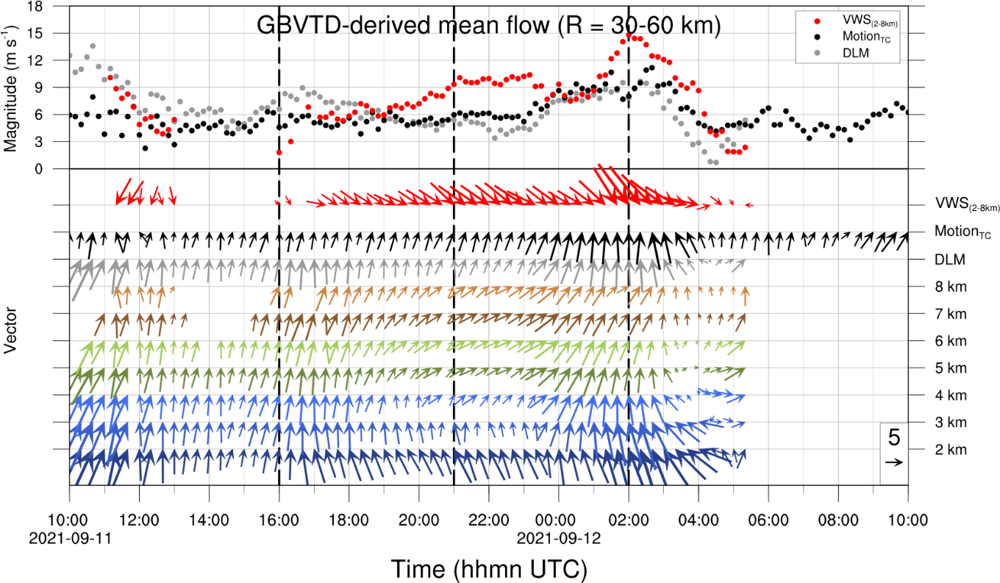 GBVTD-derived mean flow (R = 30-60 km)
18
15
12
9
6
3
0
Magnitude (m s⁻¹)
VWS(2-8km)
MotionTC
DLM
Vector
VWS(2-8km)
MotionTC
DLM
8 km
7 km
6 km
5 km
4 km
3 km
2 km
5
10:00 12:00 14:00 16:00 18:00 20:00 22:00 00:00 02:00 04:00 06:00 08:00 10:00
2021-09-11 2021-09-12
Time (hhmn UTC)